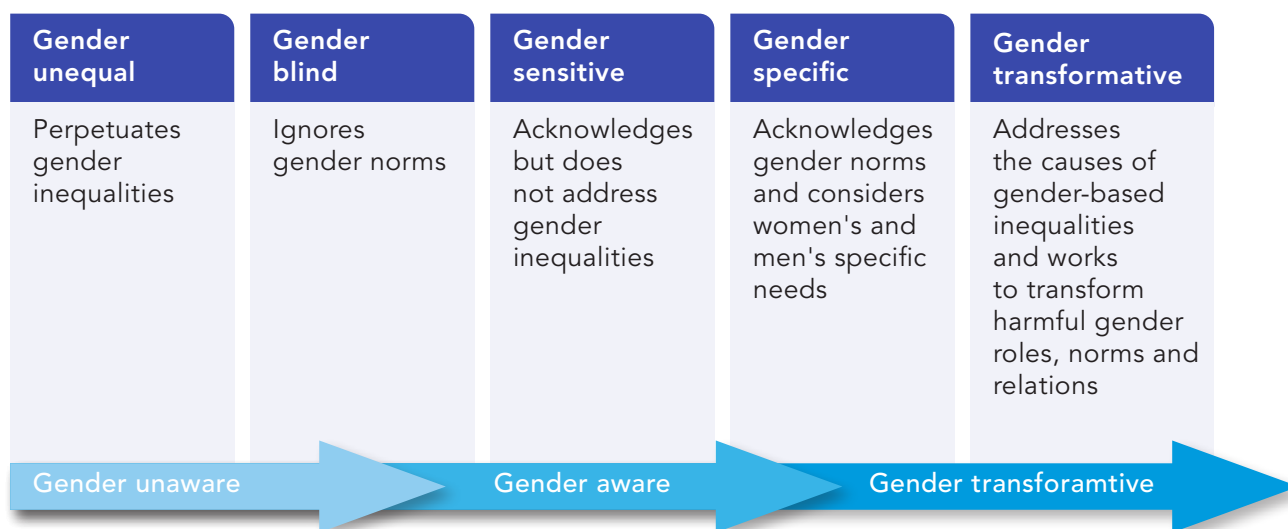 Gender
unequal
Perpetuates
gender
inequalities
Gender
blind
Ignores
gender norms
Gender
sensitive
Acknowledges
but does
not address
gender
inequalities
Gender
specific
Acknowledges
gender norms
and considers
women's and
men's specific
needs
Gender
transformative
Addresses
the causes of
gender-based
inequalities
and works
to transform
harmful gender
roles, norms and
relations
Gender unaware
Gender aware
Gender transforamtive